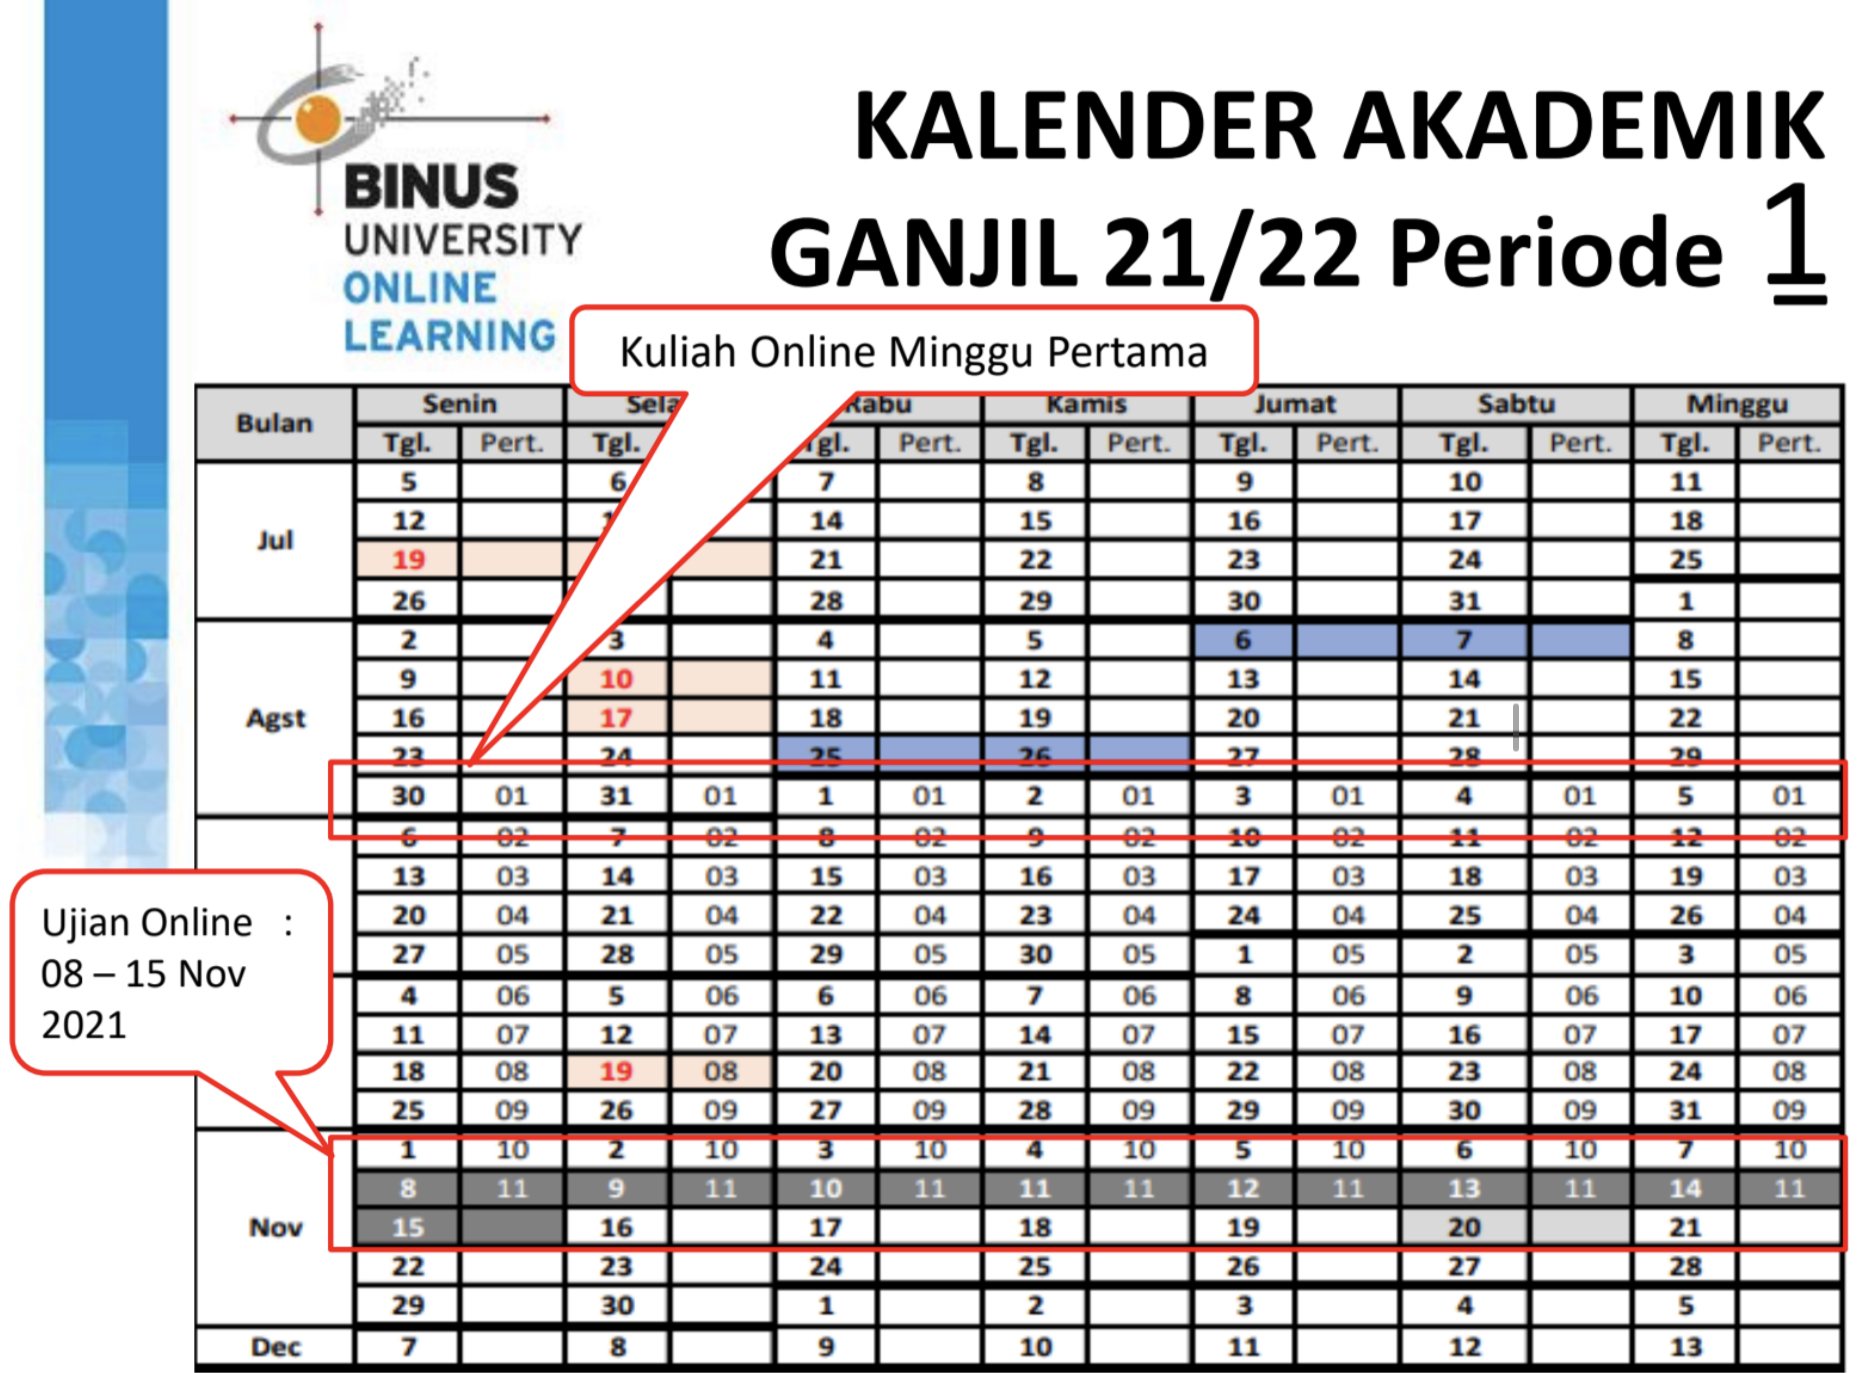 BINUS
UNIVERSITY
ONLINE
LEARNING
KALENDER AKADEMIK
GANJIL 21/22 Periode 1
Kuliah Online Minggu Pertama
Bulan Senin Kamis Jumat Sabtu Minggu
Tgl. Pert. Tgl. Pert. Tgl. Pert. Tgl. Pert. Tgl. Pert. Tgl. Pert.
Jul
5 6 7 8 9 10 11
12 14 15 16 17 18
19 21 22 23 24 25
26 28 29 30 31 1
Agst
2 3 4 5 6 7 8
9 10 11 12 13 14 15
16 17 18 19 20 21 22
23 24 25 26 27 28 29
30 01 31 01 1 01 2 01 3 01 4 01 5 01
6 02 7 02 8 02 9 02 10 02 11 02 12 02
13 03 14 03 15 03 16 03 17 03 18 03 19 03
20 04 21 04 22 04 23 04 24 04 25 04 26 04
27 05 28 05 29 05 30 05 1 05 2 05 3 05
Ujian Online :
08 – 15 Nov
2021
4 06 5 06 6 06 7 06 8 06 9 06 10 06
11 07 12 07 13 07 14 07 15 07 16 07 17 07
18 08 19 08 20 08 21 08 22 08 23 08 24 08
25 09 26 09 27 09 28 09 29 09 30 09 31 09
Nov
1 10 2 10 3 10 4 10 5 10 6 10 7 10
8 11 9 11 10 11 11 11 12 11 13 11 14 11
15 16 17 18 19 20 21
22 23 24 25 26 27 28
29 30 1 2 3 4 5
Dec 7 8 9 10 11 12 13